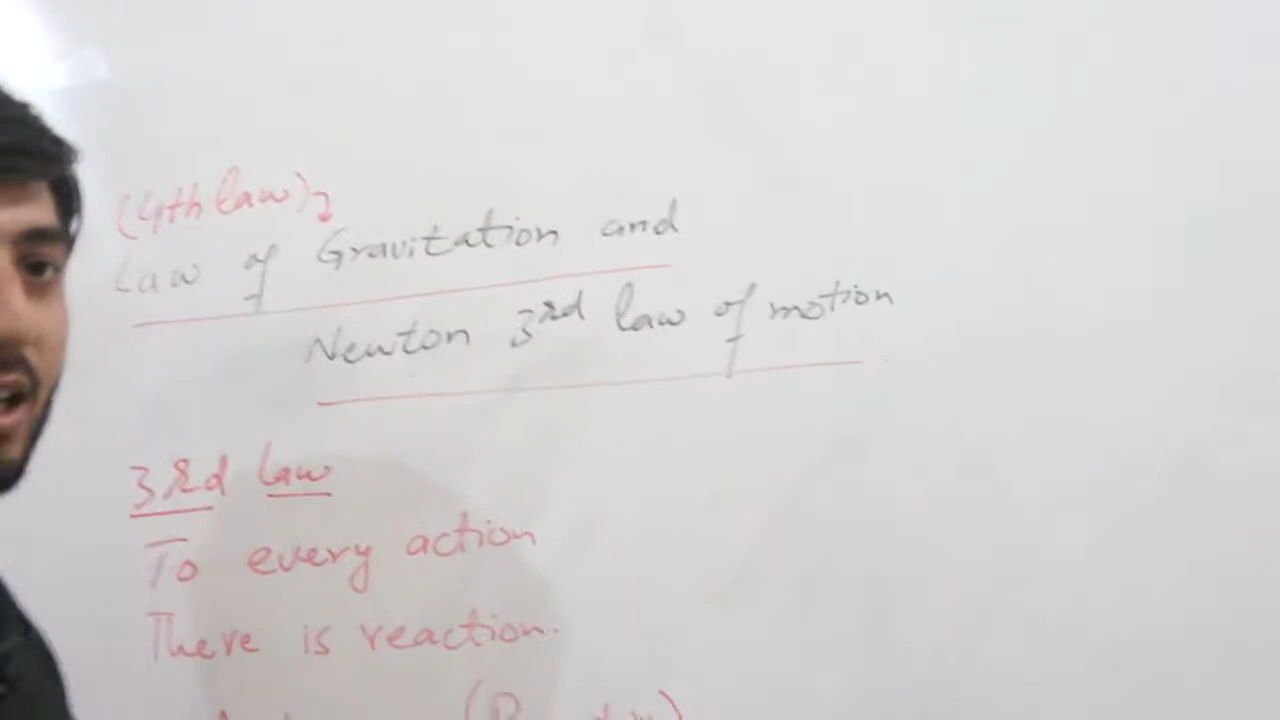 (4th law)
Law of Gravitation and
Newton 3rd law of motion
3rd law
To every action
There is reaction.